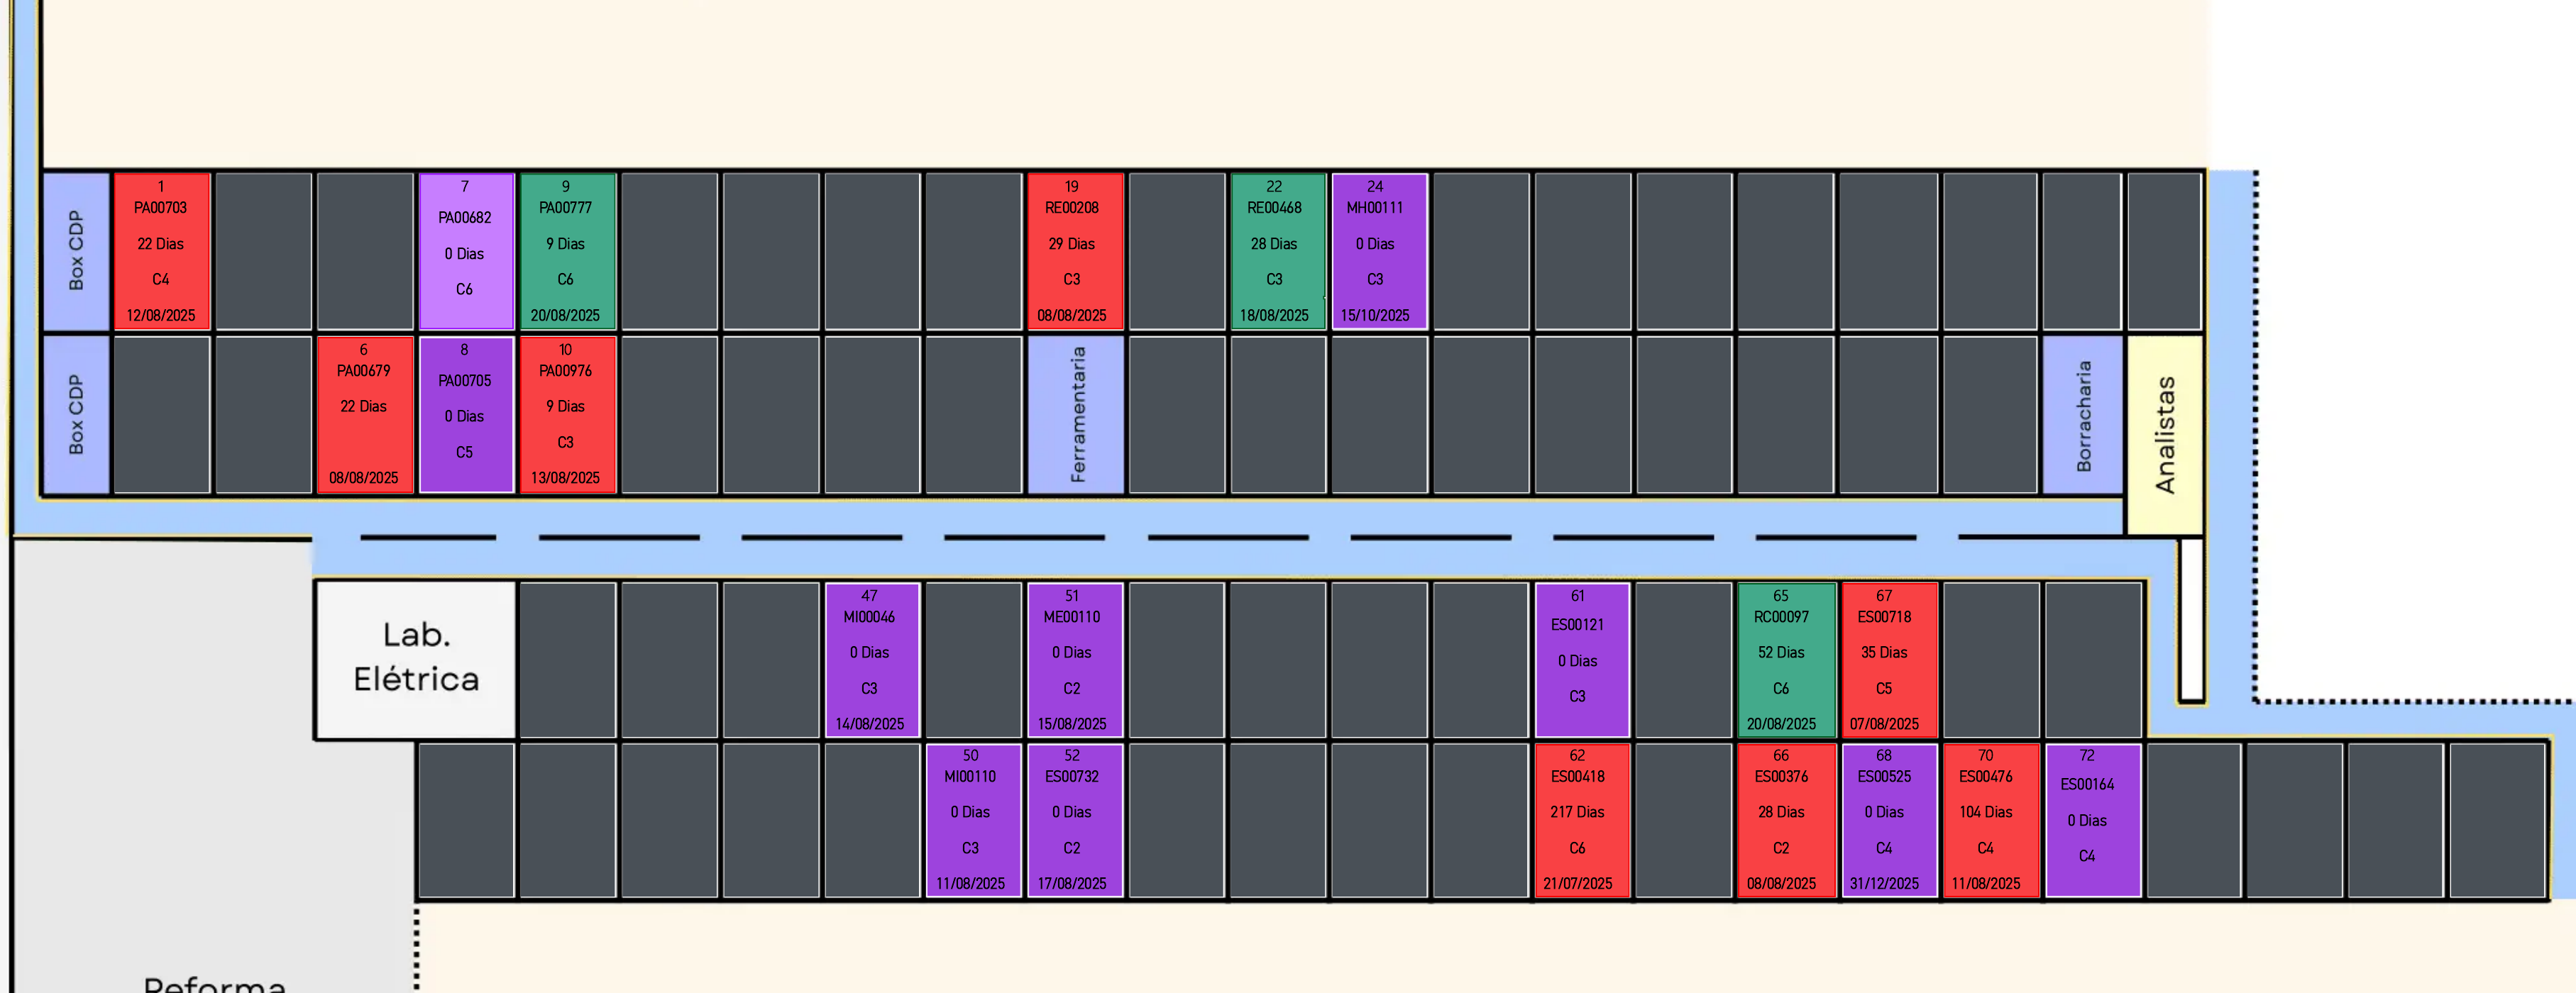 Box CDP
1
PA00703
22 Dias
C4
12/08/2025
7
PA00682
0 Dias
C6
9
PA00777
9 Dias
C6
20/08/2025
19
RE00208
29 Dias
C3
08/08/2025
22
RE00468
28 Dias
C3
18/08/2025
24
MH00111
0 Dias
C3
15/10/2025
Box CDP
6
PA00679
22 Dias
08/08/2025
8
PA00705
0 Dias
C5
10
PA00976
9 Dias
C3
13/08/2025
Ferramentaria
Borracharia
Analistas
Lab.
Elétrica
47
MI00046
0 Dias
C3
14/08/2025
51
ME00110
0 Dias
C2
15/08/2025
61
ES00121
0 Dias
C3
65
RC00097
52 Dias
C6
20/08/2025
67
ES00718
35 Dias
C5
07/08/2025
50
MI00110
0 Dias
C3
11/08/2025
52
ES00732
0 Dias
C2
17/08/2025
62
ES00418
217 Dias
C6
21/07/2025
66
ES00376
28 Dias
C2
08/08/2025
68
ES00525
0 Dias
C4
31/12/2025
70
ES00476
104 Dias
C4
11/08/2025
72
ES00164
0 Dias
C4
Reforma